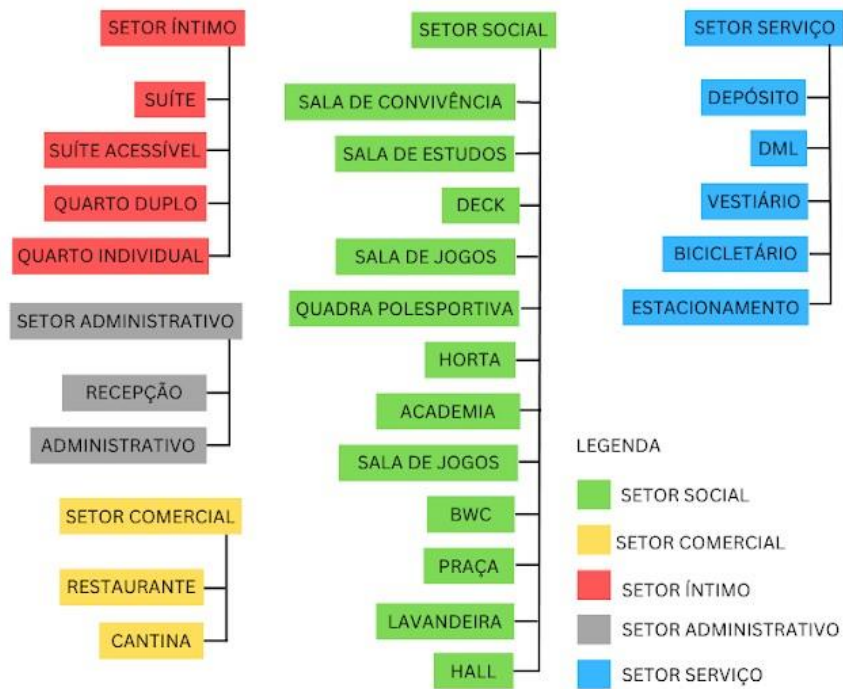 SETOR ÍNTIMO
SUÍTE
SUÍTE ACESSÍVEL
QUARTO DUPLO
QUARTO INDIVIDUAL
SETOR ADMINISTRATIVO
RECEPÇÃO
ADMINISTRATIVO
SETOR COMERCIAL
RESTAURANTE
CANTINA
SETOR SOCIAL
SALA DE CONVIVÊNCIA
SALA DE ESTUDOS
DECK
SALA DE JOGOS
QUADRA POLESPORTIVA
HORTA
ACADEMIA
SALA DE JOGOS
BWC
PRAÇA
LAVANDEIRA
HALL
SETOR SERVIÇO
DEPÓSITO
DML
VESTIÁRIO
BICICLETÁRIO
ESTACIONAMENTO
LEGENDA
SETOR SOCIAL
SETOR COMERCIAL
SETOR ÍNTIMO
SETOR ADMINISTRATIVO
SETOR SERVIÇO